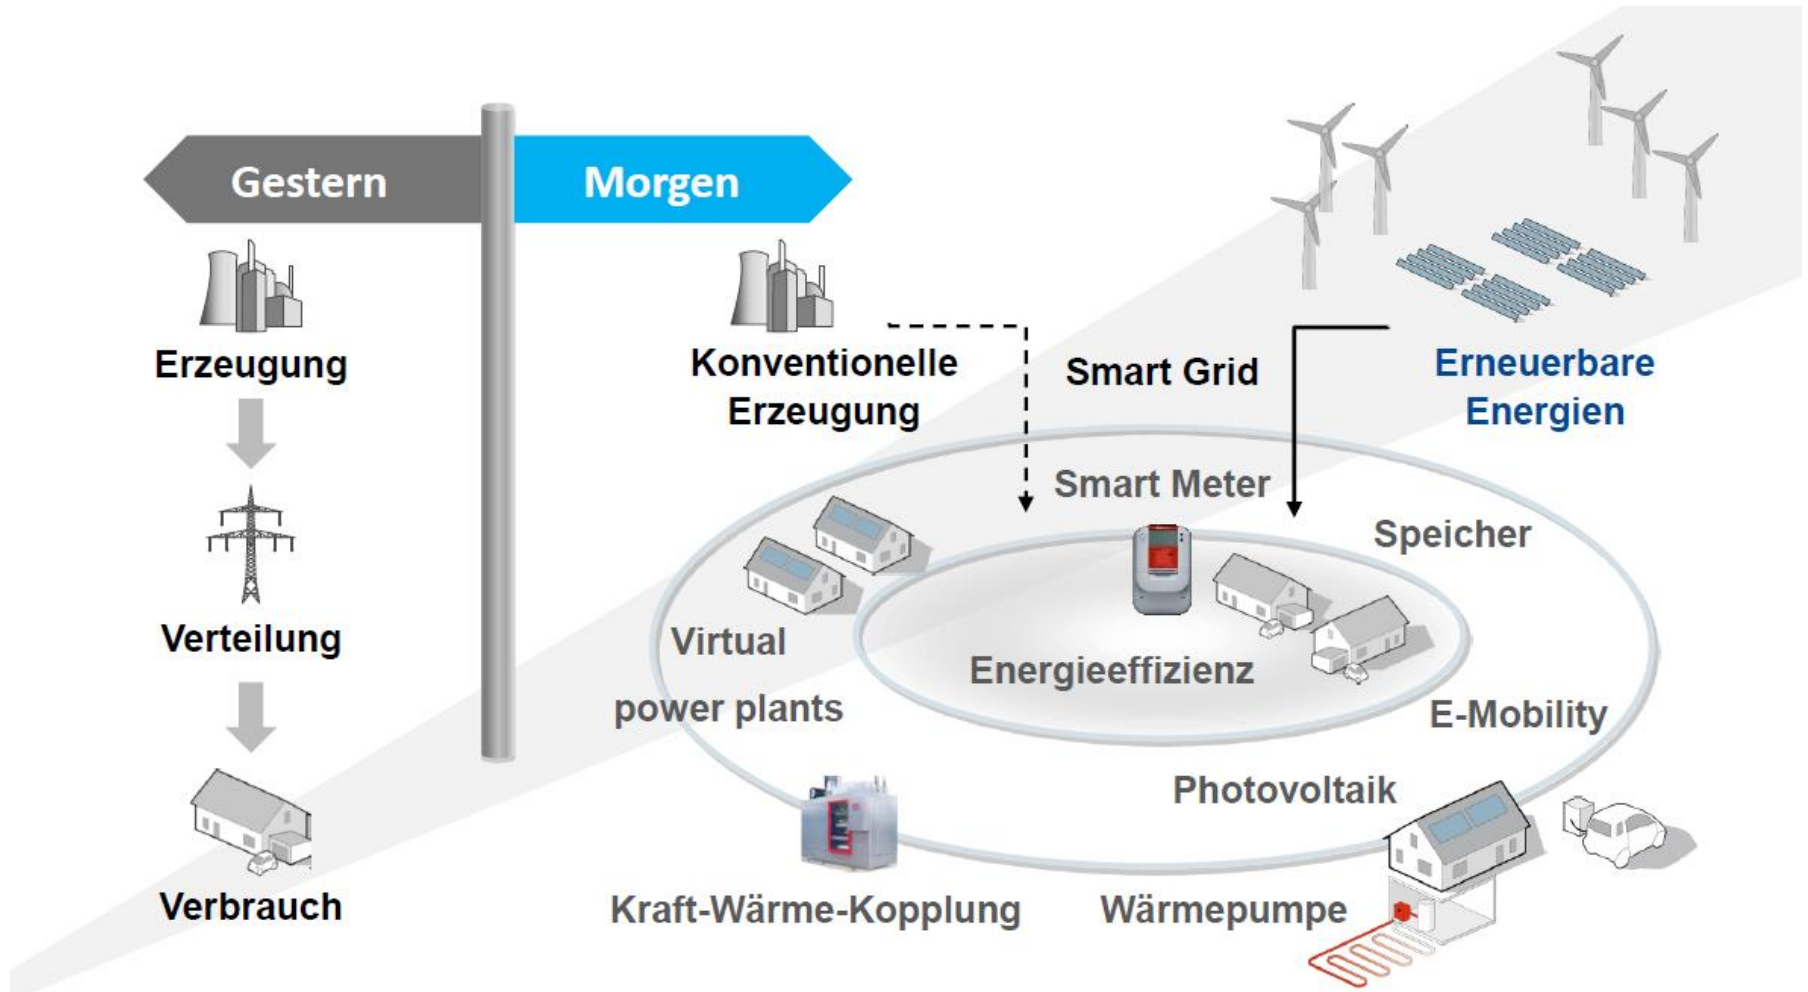 Gestern
Morgen
Erzeugung
Verteilung
Verbrauch
Konventionelle
Erzeugung
Smart Grid
Erneuerbare
Energien
Smart Meter
Speicher
Virtual
power plants
Energieeffizienz
E-Mobility
Photovoltaik
Kraft-Wärme-Kopplung
Wärmepumpe